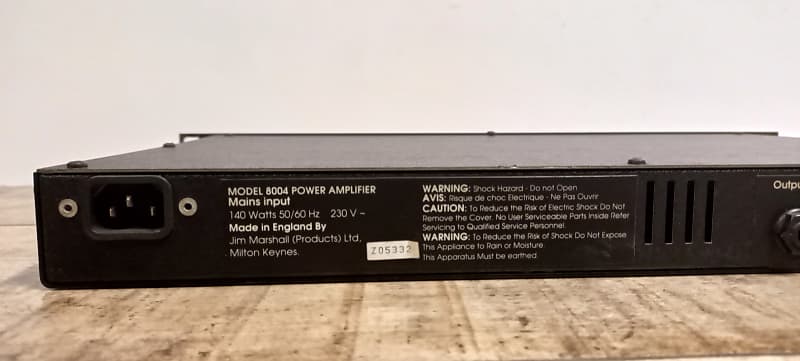 MODEL 8004 POWER AMPLIFIER
Mains input
140 Watts 50/60 Hz 230 V ~
Made in England By
Jim Marshall (Products) Ltd,
Milton Keynes.
Z05332
WARNING: Shock Hazard - Do not Open
AVIS: Risque de choc Electrique - Ne Pas Ouvrir
CAUTION: To Reduce the Risk of Electric Shock Do Not
Remove the Cover. No User Serviceable Parts Inside Refer
Servicing to Qualified Service Personnel.
WARNING: To Reduce the Risk of Shock Do Not Expose
This Appliance to Rain or Moisture
This Apparatus Must be earthed.
Outpu